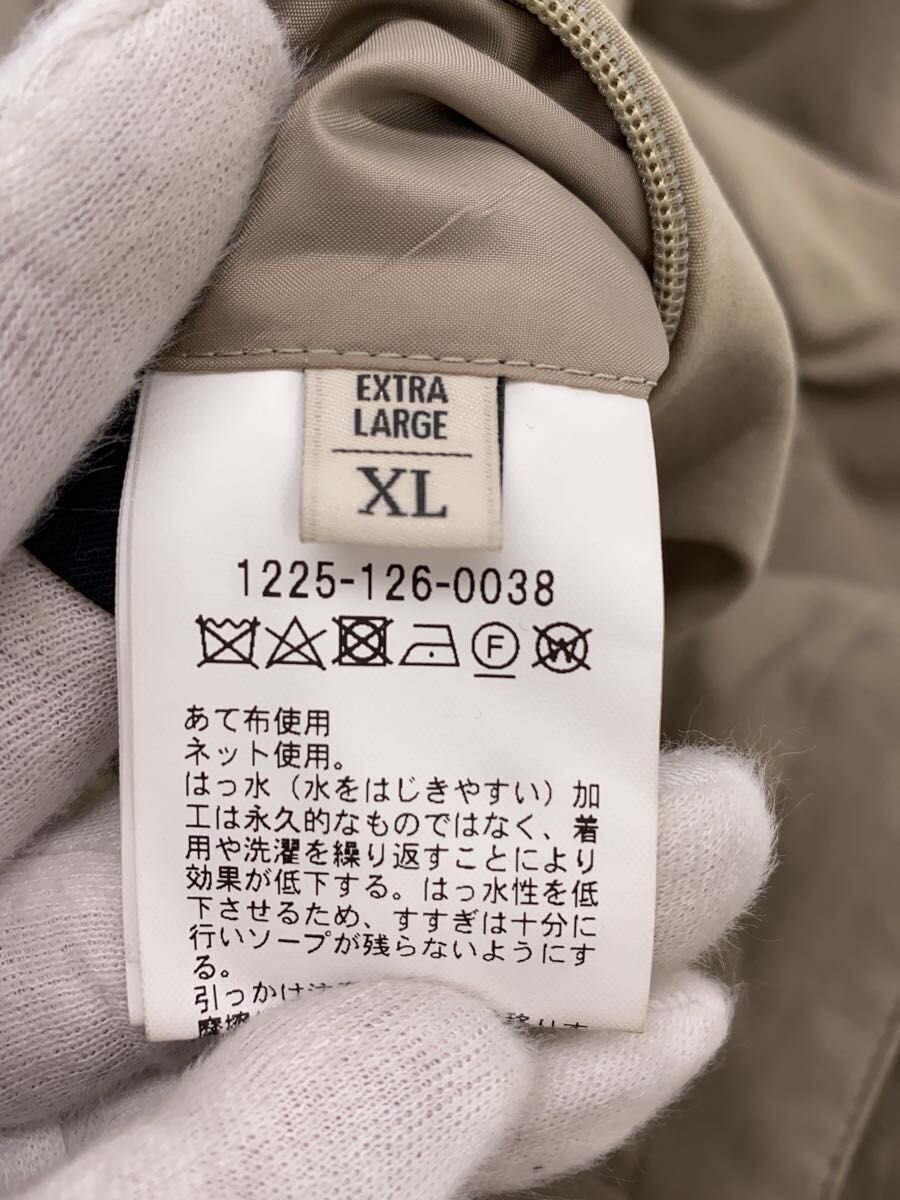 EXTRA
LARGE
XL
1225-126-0038
F
W
あて布使用
ネット使用。
はっ水（水をはじきやすい）加
工は永久的なものではなく、着
用や洗濯を繰り返すことにより
効果が低下する。はっ水性を低
下させるため、すすぎは十分に
行いソープが残らないようにす
る。
引っかけ注